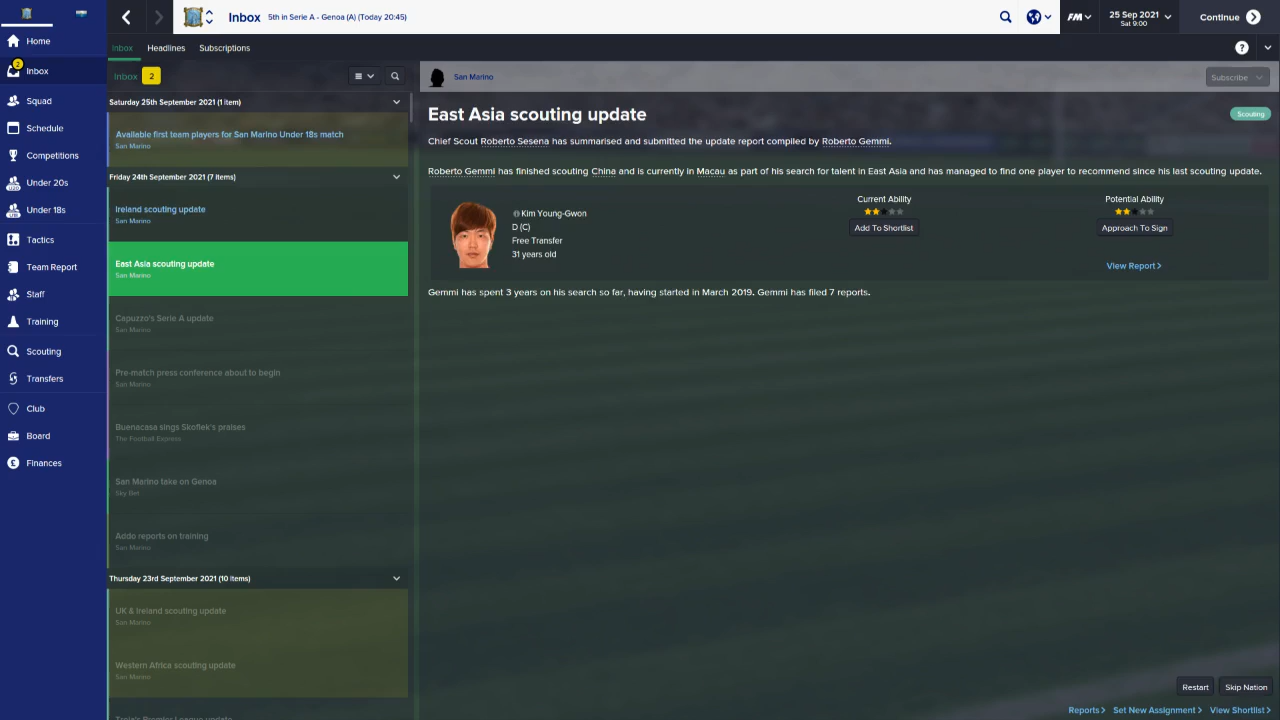 Inbox
5th in Serie A - Genoa (A) (Today 20:45)
FM
25 Sep 2021
Sat 9:00
Continue
Home
2
Inbox
Squad
Schedule
Competitions
Under 20s
Under 18s
Tactics
Team Report
Staff
Training
Scouting
Transfers
Club
Board
Finances
Inbox Headlines Subscriptions
?
Inbox 2
Saturday 25th September 2021 (1 item)
Available first team players for San Marino Under 18s match
San Marino
Friday 24th September 2021 (7 items)
Ireland scouting update
San Marino
East Asia scouting update
San Marino
Capuzzo's Serie A update
San Marino
Pre-match press conference about to begin
San Marino
Buenacasa sings Skoflek's praises
The Football Express
San Marino take on Genoa
Sky Bet
Addo reports on training
San Marino
Thursday 23rd September 2021 (10 items)
UK & Ireland scouting update
San Marino
Western Africa scouting update
San Marino
San Marino
Subscribe
East Asia scouting update
Scouting
Chief Scout Roberto Sesena has summarised and submitted the update report compiled by Roberto Gemmi.
Roberto Gemmi has finished scouting China and is currently in Macau as part of his search for talent in East Asia and has managed to find one player to recommend since his last scouting update.
Kim Young-Gwon
D (C)
Free Transfer
31 years old
Current Ability
Add To Shortlist
Potential Ability
Approach To Sign
View Report >
Gemmi has spent 3 years on his search so far, having started in March 2019. Gemmi has filed 7 reports.
Restart Skip Nation
Reports > Set New Assignment > View Shortlist >